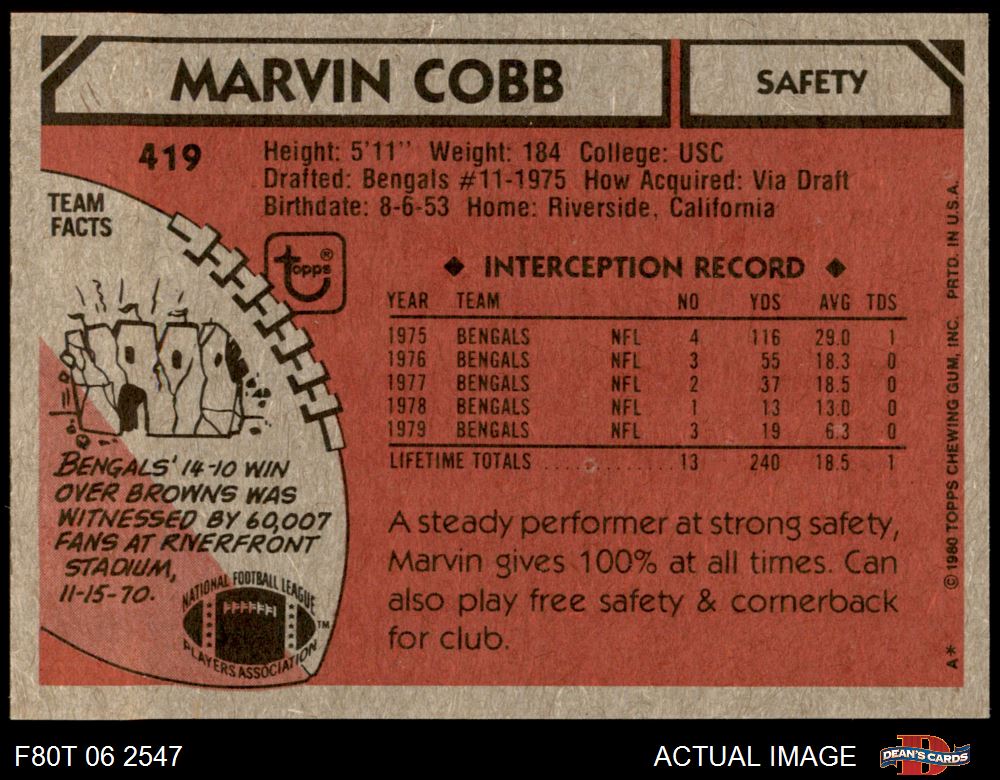 MARVIN COBB
SAFETY
419
Height: 5'11" Weight: 184 College: USC
Drafted: Bengals #11-1975 How Acquired: Via Draft
Birthdate: 8-6-53 Home: Riverside, California
TEAM
FACTS
topps®
◆ INTERCEPTION RECORD ◆
YEAR TEAM NO YDS AVG TDS
1975 BENGALS NFL 4 116 29.0 1
1976 BENGALS NFL 3 55 18.3 0
1977 BENGALS NFL 2 37 18.5 0
1978 BENGALS NFL 1 13 13.0 0
1979 BENGALS NFL 3 19 6.3 0
LIFETIME TOTALS ............... 13 240 18.5 1
BENGALS' 14-10 WIN
OVER BROWNS WAS
WITNESSED BY 60,007
FANS AT RIVERFRONT
STADIUM,
11-15-70.
NATIONAL FOOTBALL LEAGUE
PLAYERS ASSOCIATION
TM
A steady performer at strong safety,
Marvin gives 100% at all times. Can
also play free safety & cornerback
for club.
A* © 1980 TOPPS CHEWING GUM, INC. PRTD. IN U.S.A.
F80T 06 2547
ACTUAL IMAGE
DEAN'S CARDS